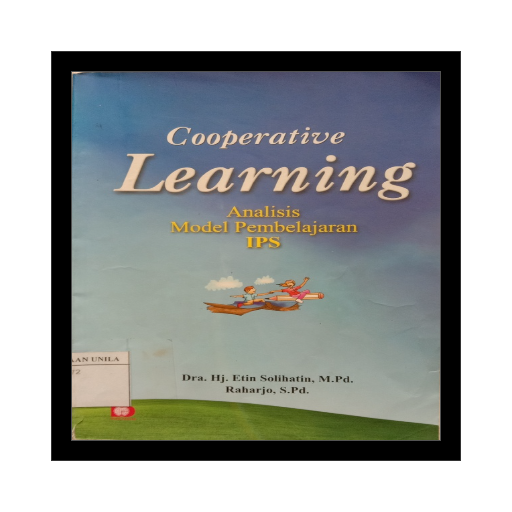 Cooperative
Learning
Analisis
Model Pembelajaran
IPS
Dra. Hj. Etin Solihatin, M.Pd.
Raharjo, S.Pd.
AAN UNILA